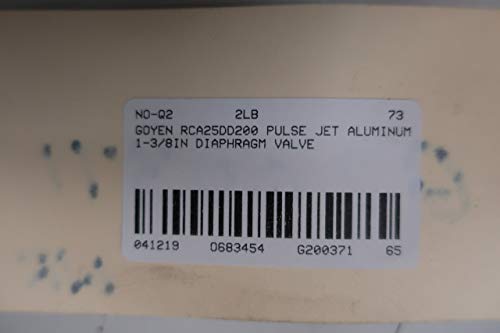 NO-Q2 2LB 73
GOYEN RCA25DD200 PULSE JET ALUMINUM
1-3/8IN DIAPHRAGM VALVE
041219 0683454 G200371 65